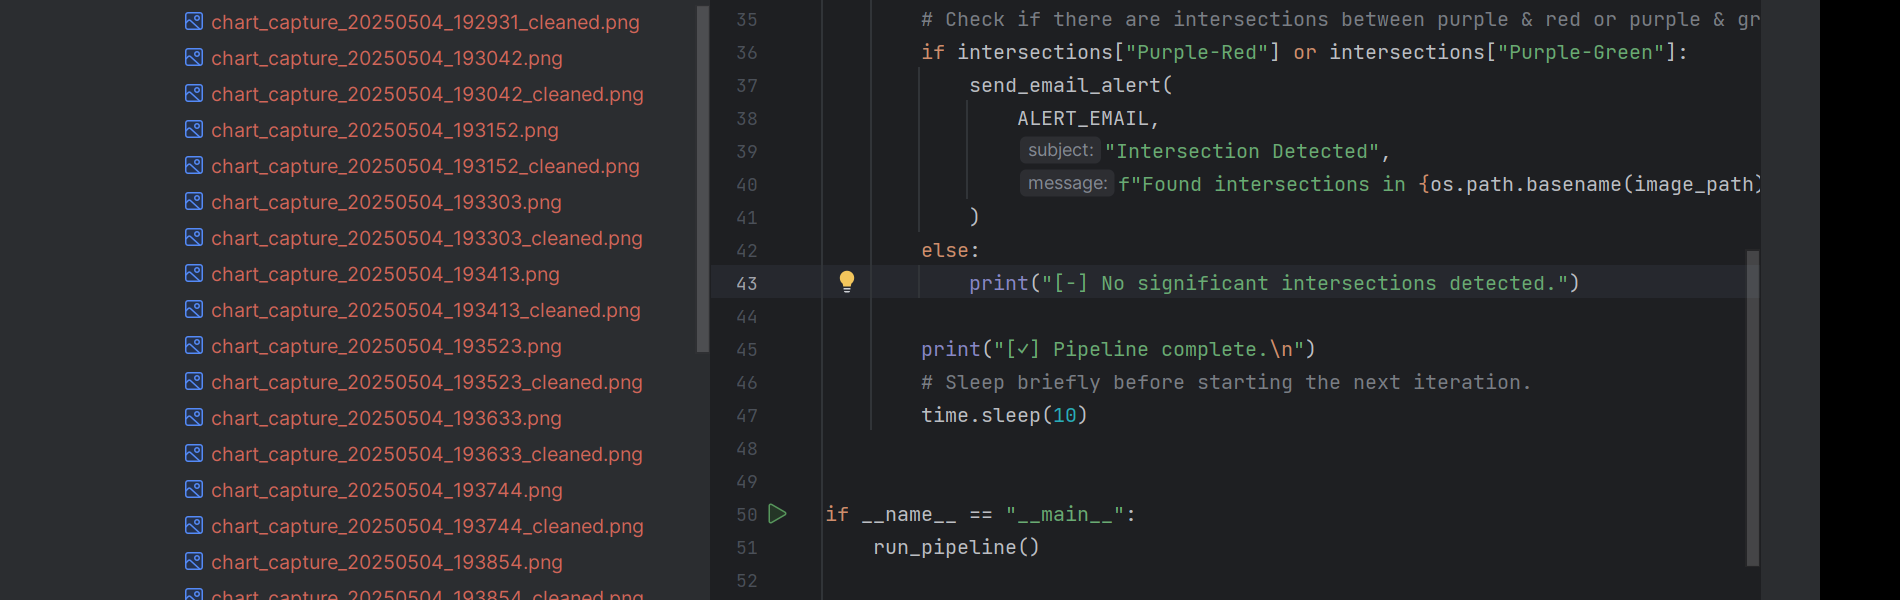 chart_capture_20250504_192931_cleaned.png
chart_capture_20250504_193042.png
chart_capture_20250504_193042_cleaned.png
chart_capture_20250504_193152.png
chart_capture_20250504_193152_cleaned.png
chart_capture_20250504_193303.png
chart_capture_20250504_193303_cleaned.png
chart_capture_20250504_193413.png
chart_capture_20250504_193413_cleaned.png
chart_capture_20250504_193523.png
chart_capture_20250504_193523_cleaned.png
chart_capture_20250504_193633.png
chart_capture_20250504_193633_cleaned.png
chart_capture_20250504_193744.png
chart_capture_20250504_193744_cleaned.png
chart_capture_20250504_193854.png
chart_capture_20250504_193854_cleaned.png
35 # Check if there are intersections between purple & red or purple & gr
36 if intersections["Purple-Red"] or intersections["Purple-Green"]:
37 send_email_alert(
38 ALERT_EMAIL,
39 subject: "Intersection Detected",
40 message: f"Found intersections in {os.path.basename(image_path)
41 )
42 else:
43 print("[-] No significant intersections detected.")
44
45 print("[✓] Pipeline complete.\n")
46 # Sleep briefly before starting the next iteration.
47 time.sleep(10)
48
49
50 if __name__ == "__main__":
51 run_pipeline()
52